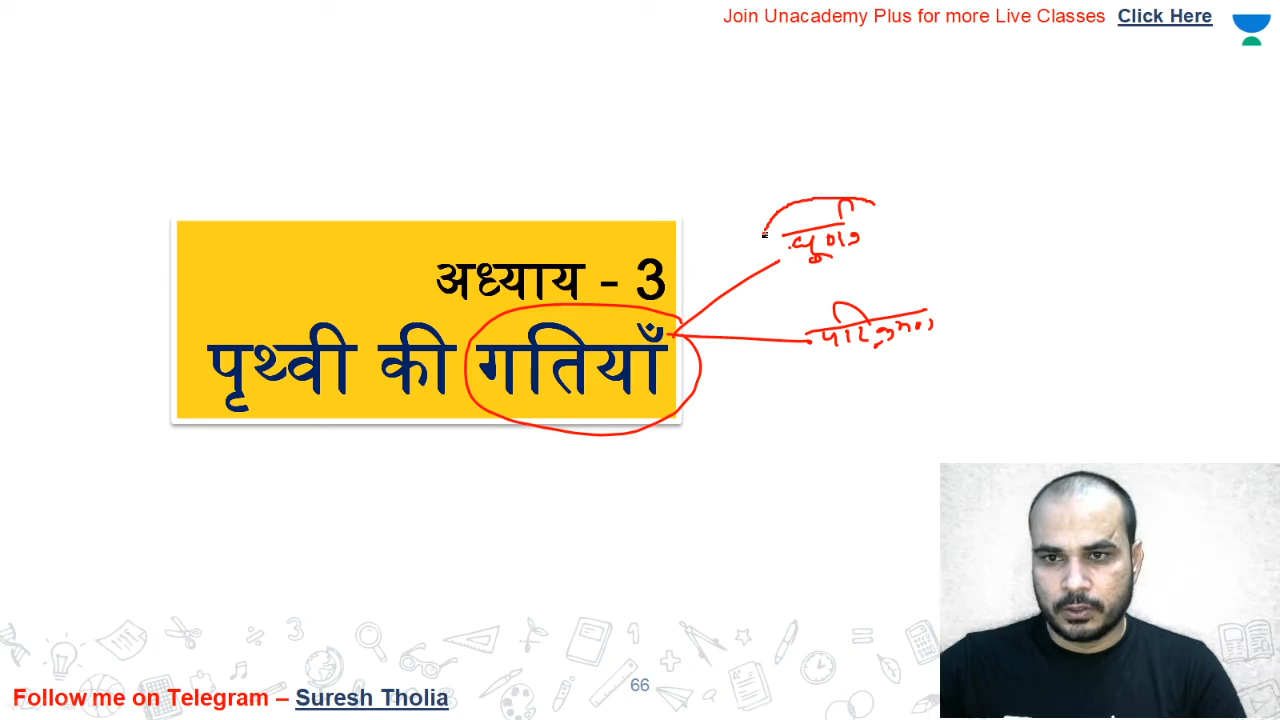 Join Unacademy Plus for more Live Classes Click Here
अध्याय - 3
पृथ्वी की गतियाँ
घूर्णन
परिक्रमण
66
Follow me on Telegram – Suresh Tholia